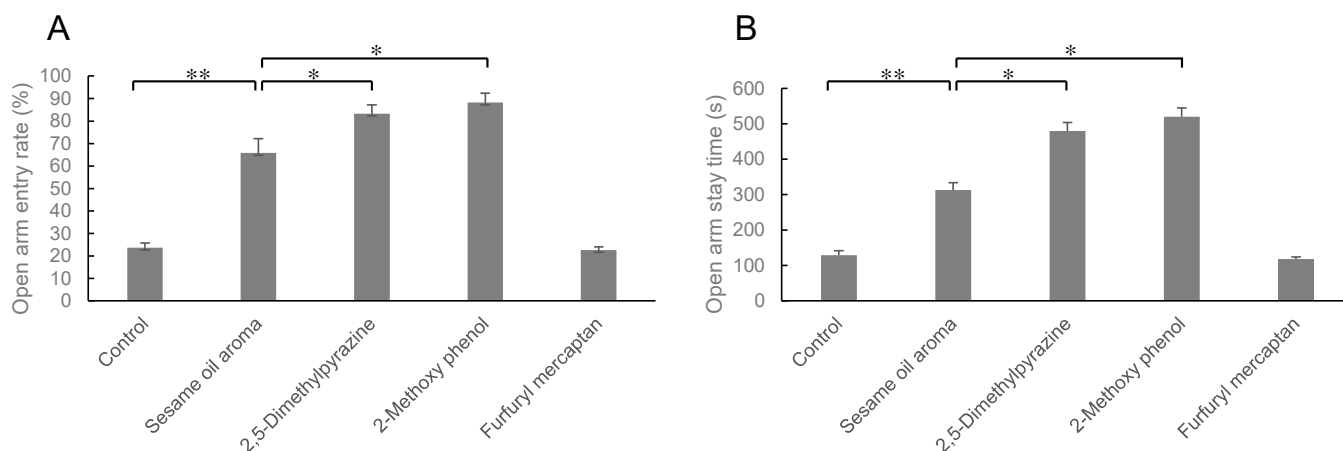 A
Open arm entry rate (%)
100
90
80
70
60
50
40
30
20
10
0
**
*
*
Control
Sesame oil aroma
2,5-Dimethylpyrazine
2-Methoxy phenol
Furfuryl mercaptan
B
Open arm stay time (s)
600
500
400
300
200
100
0
**
*
*
Control
Sesame oil aroma
2,5-Dimethylpyrazine
2-Methoxy phenol
Furfuryl mercaptan